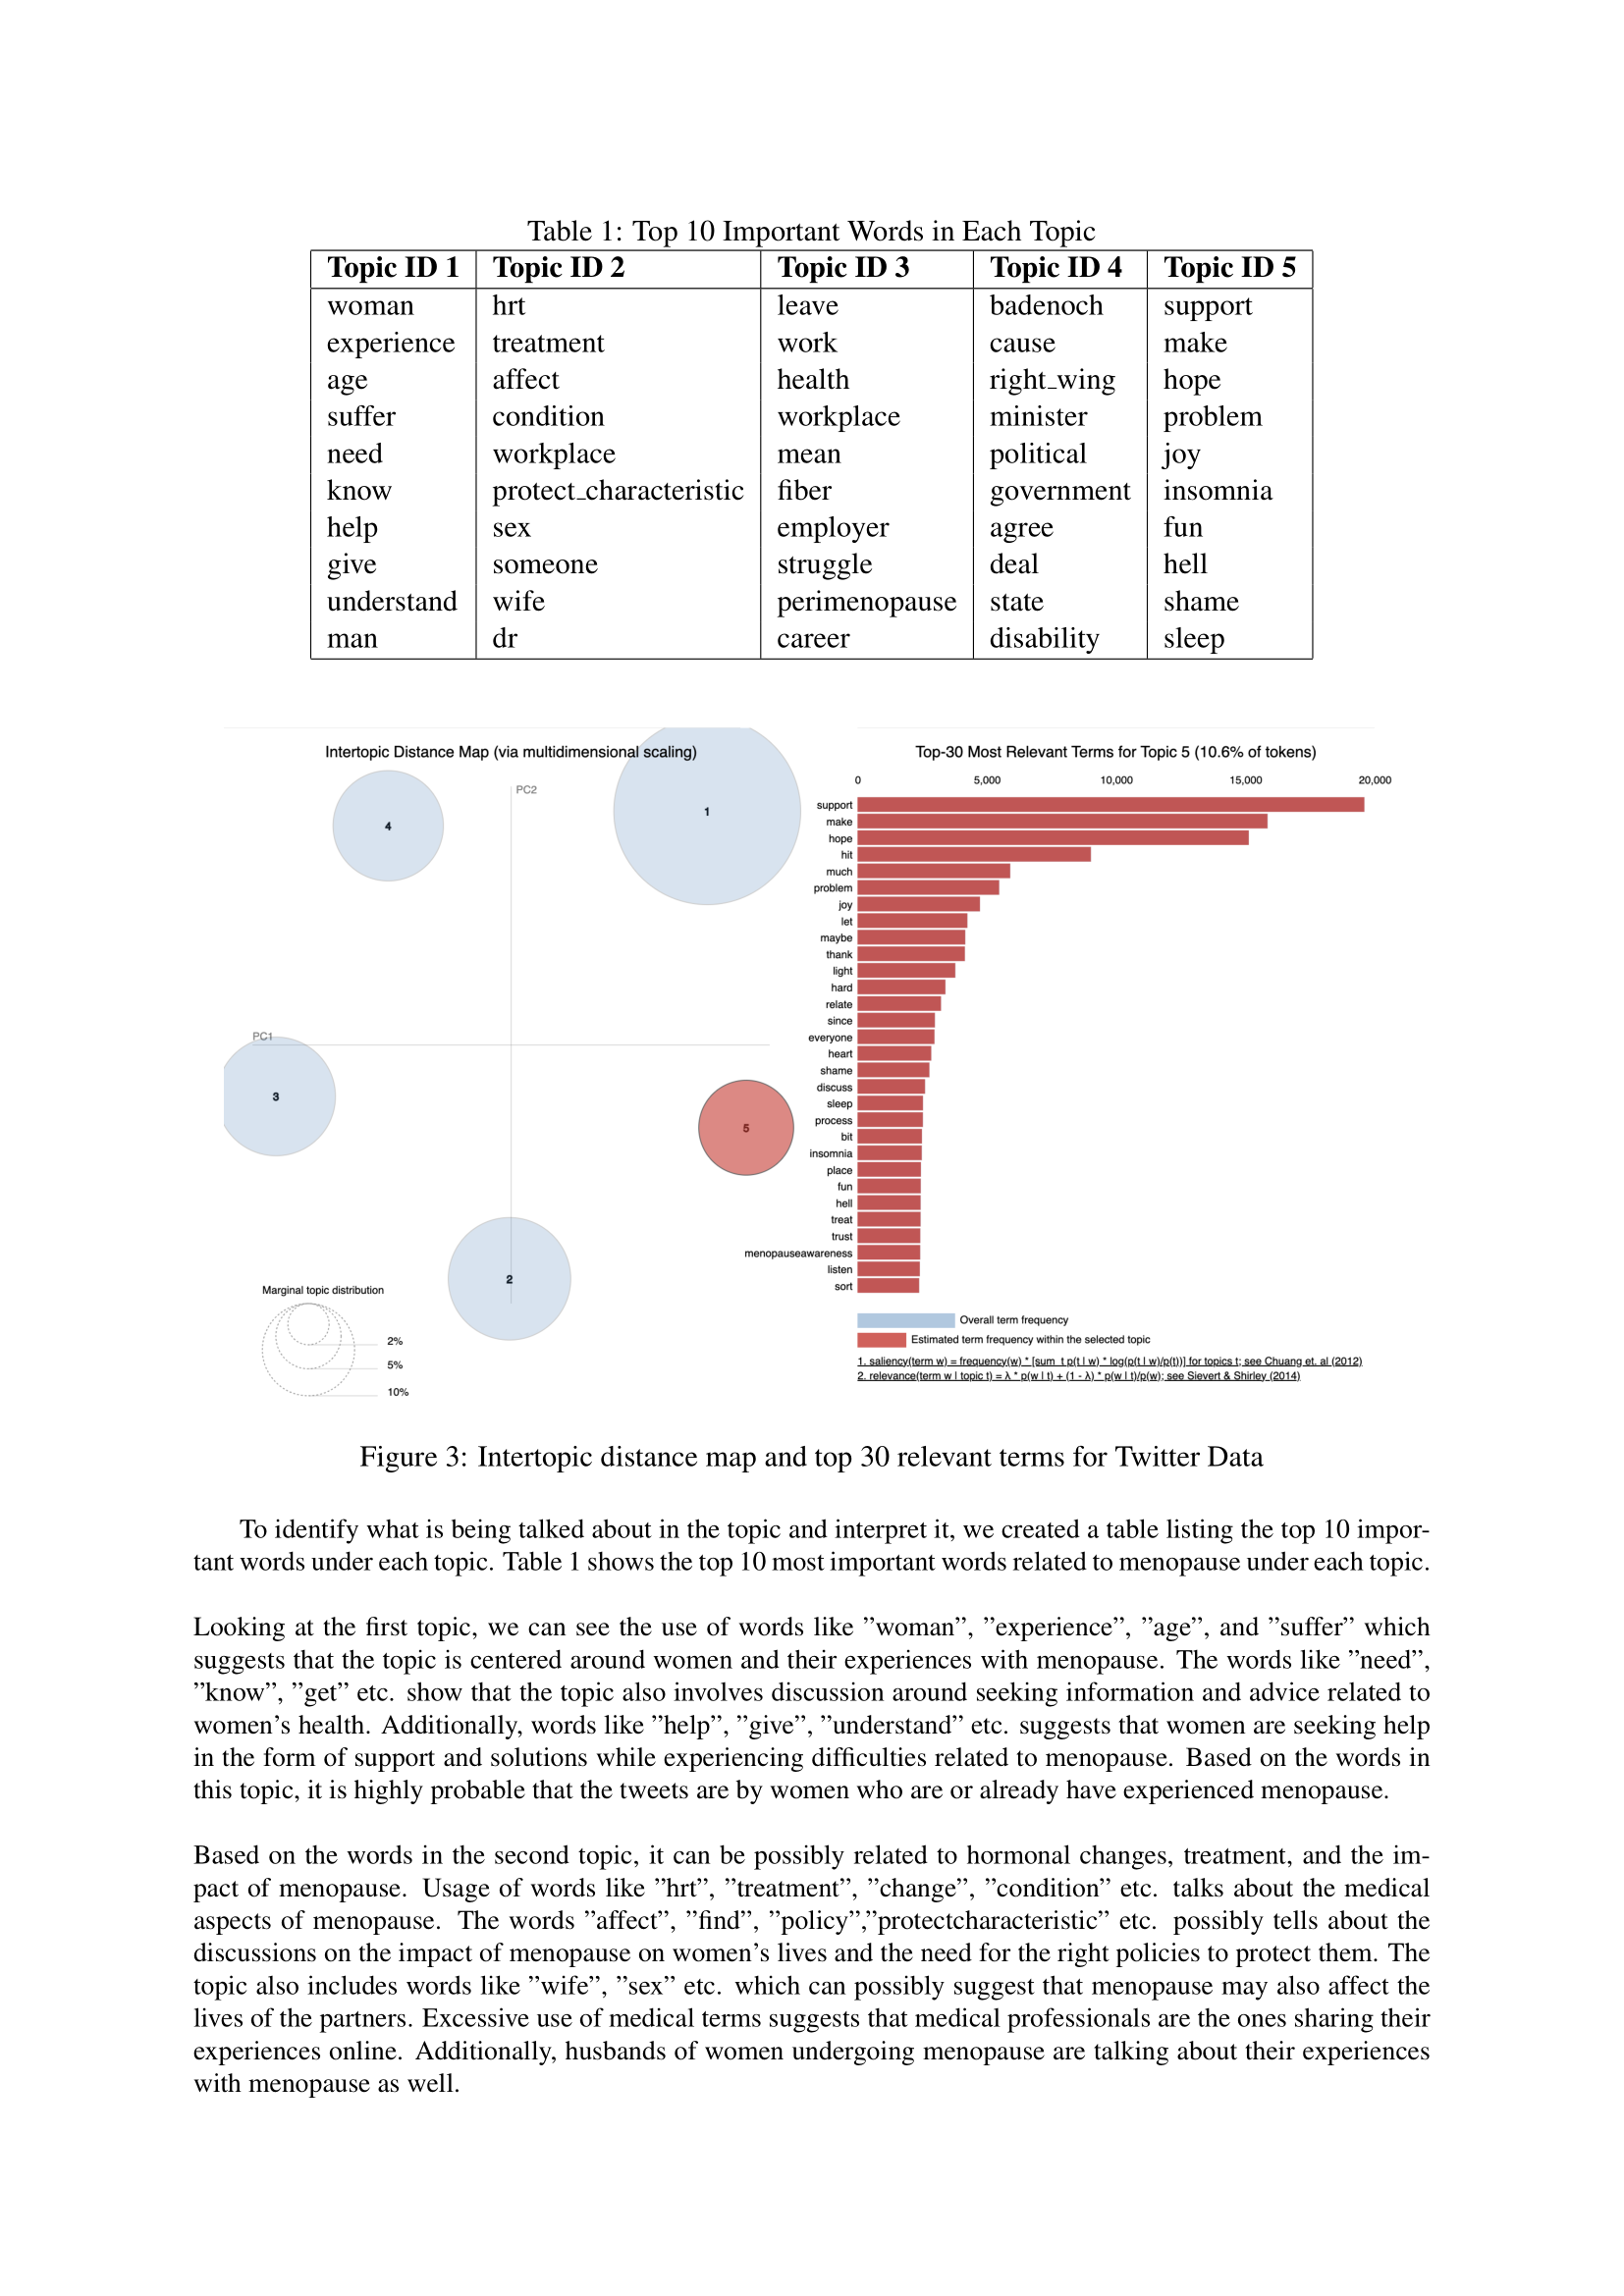 Table 1: Top 10 Important Words in Each Topic
Topic ID 1 Topic ID 2 Topic ID 3 Topic ID 4 Topic ID 5
woman hrt leave badenoch support
experience treatment work cause make
age affect health right_wing hope
suffer condition workplace minister problem
need workplace mean political joy
know protect_characteristic fiber government insomnia
help sex employer agree fun
give someone struggle deal hell
understand wife perimenopause state shame
man dr career disability sleep
Intertopic Distance Map (via multidimensional scaling)
PC2
PC1
1
4
3
5
2
Marginal topic distribution
2%
5%
10%
Top-30 Most Relevant Terms for Topic 5 (10.6% of tokens)
0 5,000 10,000 15,000 20,000
support
make
hope
hit
much
problem
joy
let
maybe
thank
light
hard
relate
since
everyone
heart
shame
discuss
sleep
process
bit
insomnia
place
fun
hell
treat
trust
menopauseawareness
listen
sort
Overall term frequency
Estimated term frequency within the selected topic
1. saliency(term w) = frequency(w) * [sum_t p(t | w) * log(p(t | w)/p(t))] for topics t; see Chuang et. al (2012)
2. relevance(term w | topic t) = λ * p(w | t) + (1 - λ) * p(w | t)/p(w); see Sievert & Shirley (2014)
Figure 3: Intertopic distance map and top 30 relevant terms for Twitter Data
To identify what is being talked about in the topic and interpret it, we created a table listing the top 10 impor-
tant words under each topic. Table 1 shows the top 10 most important words related to menopause under each topic.
Looking at the first topic, we can see the use of words like ”woman”, ”experience”, ”age”, and ”suffer” which
suggests that the topic is centered around women and their experiences with menopause. The words like ”need”,
”know”, ”get” etc. show that the topic also involves discussion around seeking information and advice related to
women’s health. Additionally, words like ”help”, ”give”, ”understand” etc. suggests that women are seeking help
in the form of support and solutions while experiencing difficulties related to menopause. Based on the words in
this topic, it is highly probable that the tweets are by women who are or already have experienced menopause.
Based on the words in the second topic, it can be possibly related to hormonal changes, treatment, and the im-
pact of menopause. Usage of words like ”hrt”, ”treatment”, ”change”, ”condition” etc. talks about the medical
aspects of menopause. The words ”affect”, ”find”, ”policy”,”protectcharacteristic” etc. possibly tells about the
discussions on the impact of menopause on women’s lives and the need for the right policies to protect them. The
topic also includes words like ”wife”, ”sex” etc. which can possibly suggest that menopause may also affect the
lives of the partners. Excessive use of medical terms suggests that medical professionals are the ones sharing their
experiences online. Additionally, husbands of women undergoing menopause are talking about their experiences
with menopause as well.